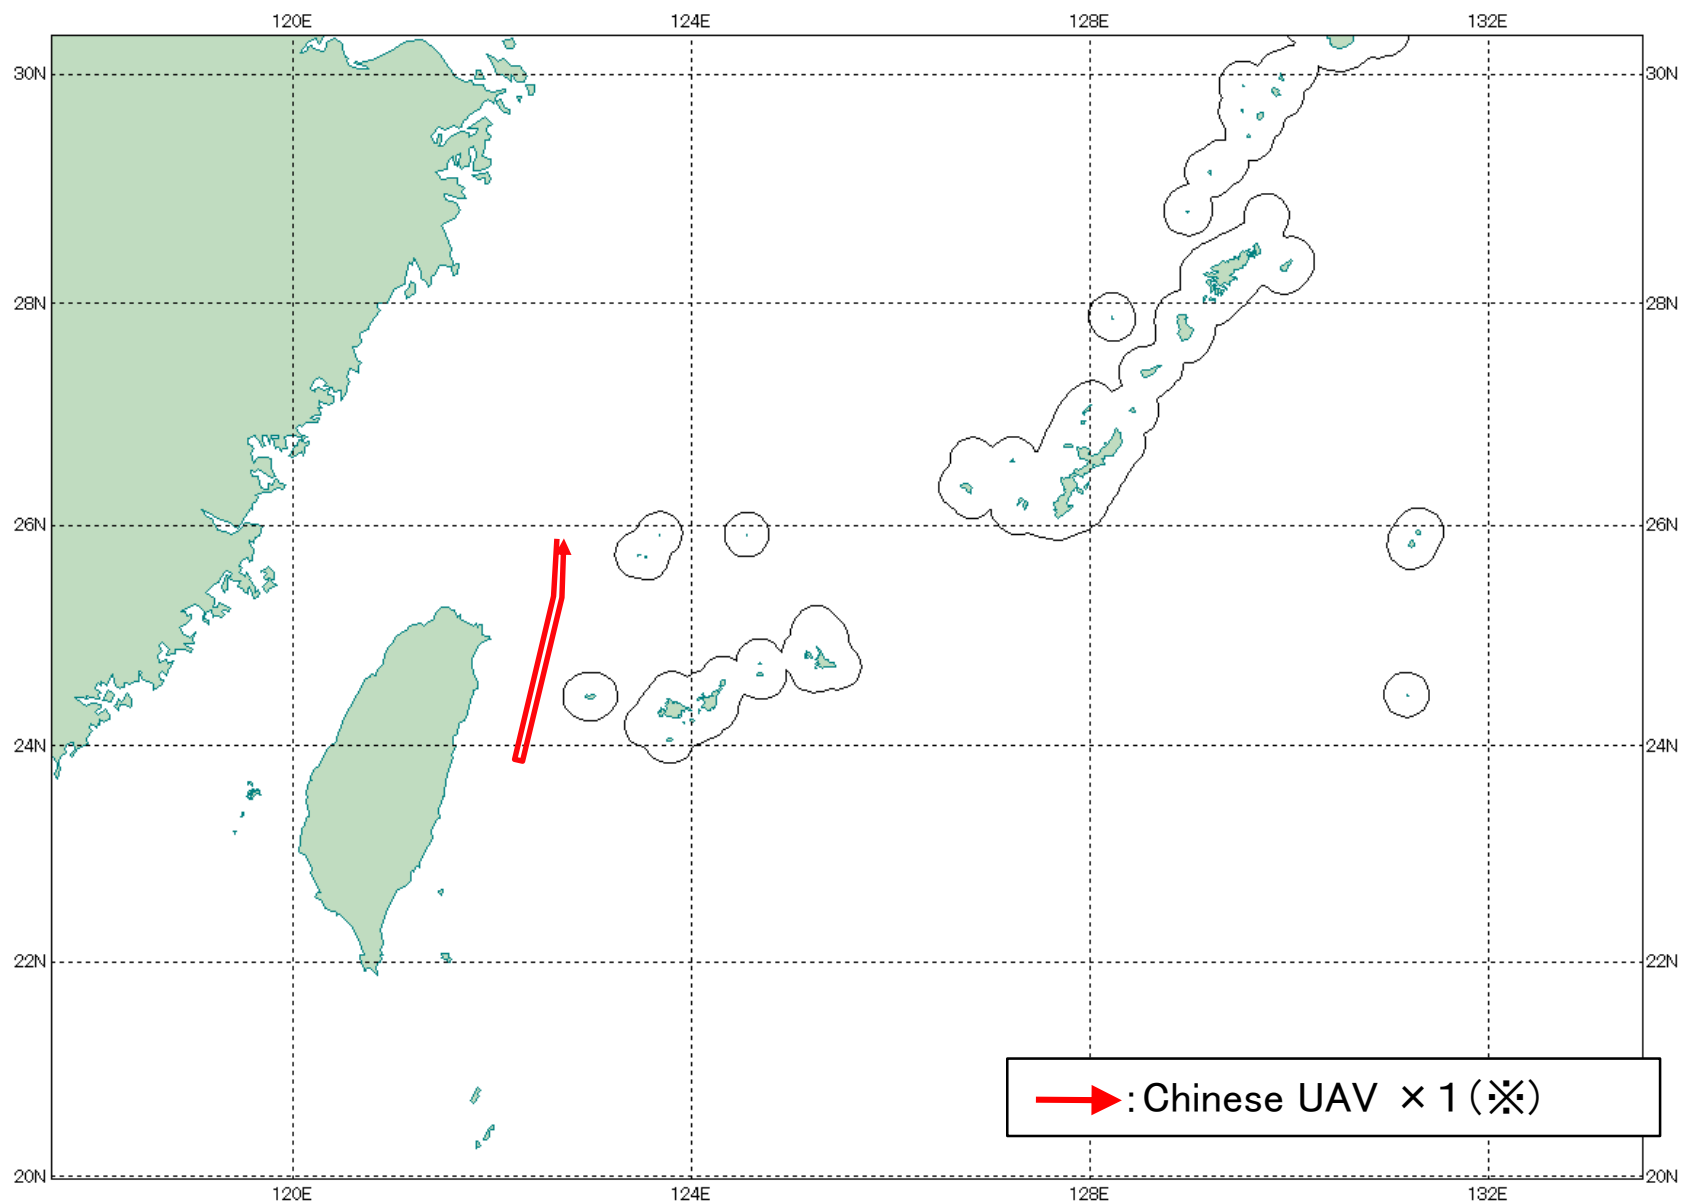 120E 124E 128E 132E
30N 30N
28N 28N
26N 26N
24N 24N
22N 22N
:Chinese UAV ×1(※)
20N 20N
120E 124E 128E 132E